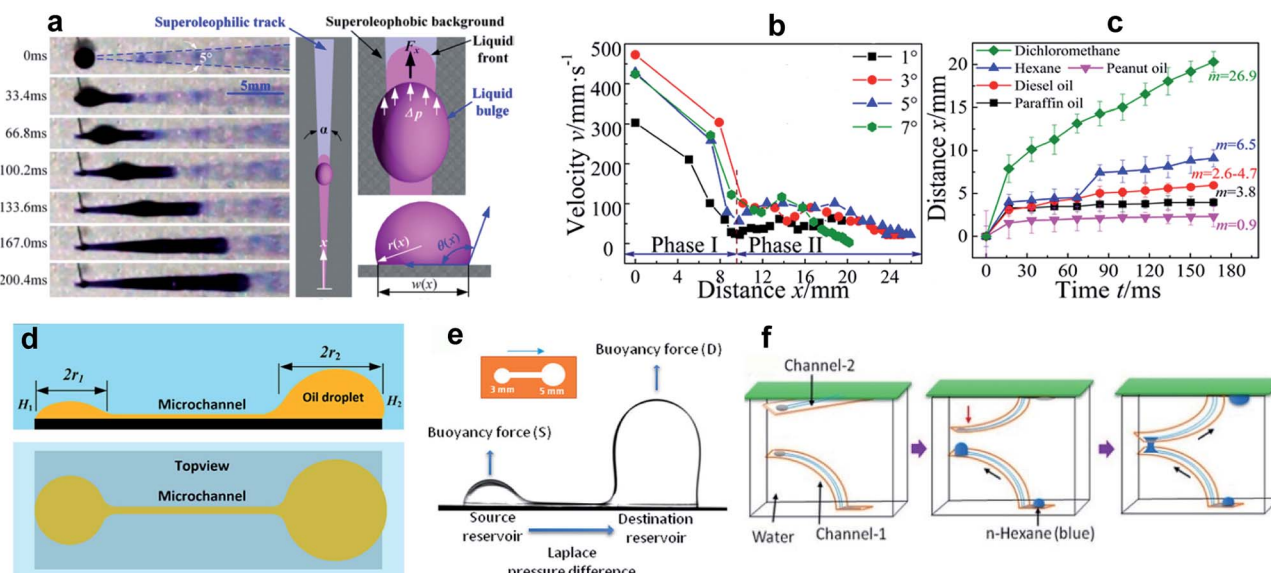 a
0ms
33.4ms
66.8ms
100.2ms
133.6ms
167.0ms
200.4ms
5°
5mm
Superoleophilic track
α
x
Superoleophobic background
Fx
Liquid
front
Liquid
bulge
Δp
r(x)
θ(x)
w(x)
b
Velocity v/mm·s⁻¹
500
400
300
200
100
0
1°
3°
5°
7°
Phase I
Phase II
0 4 8 12 16 20 24
Distance x/mm
c
Distance x/mm
20
15
10
5
0
Dichloromethane
Hexane
Peanut oil
Diesel oil
Paraffin oil
m=26.9
m=6.5
m=2.6-4.7
m=3.8
m=0.9
0 30 60 90 120 150 180
Time t/ms
d
2r₁
2r₂
H₁
Microchannel
Oil droplet
H₂
Topview
Microchannel
e
3 mm
5 mm
Buoyancy force (D)
Buoyancy force (S)
Source
reservoir
Destination
reservoir
Laplace
pressure difference
f
Channel-2
Water
Channel-1
n-Hexane (blue)